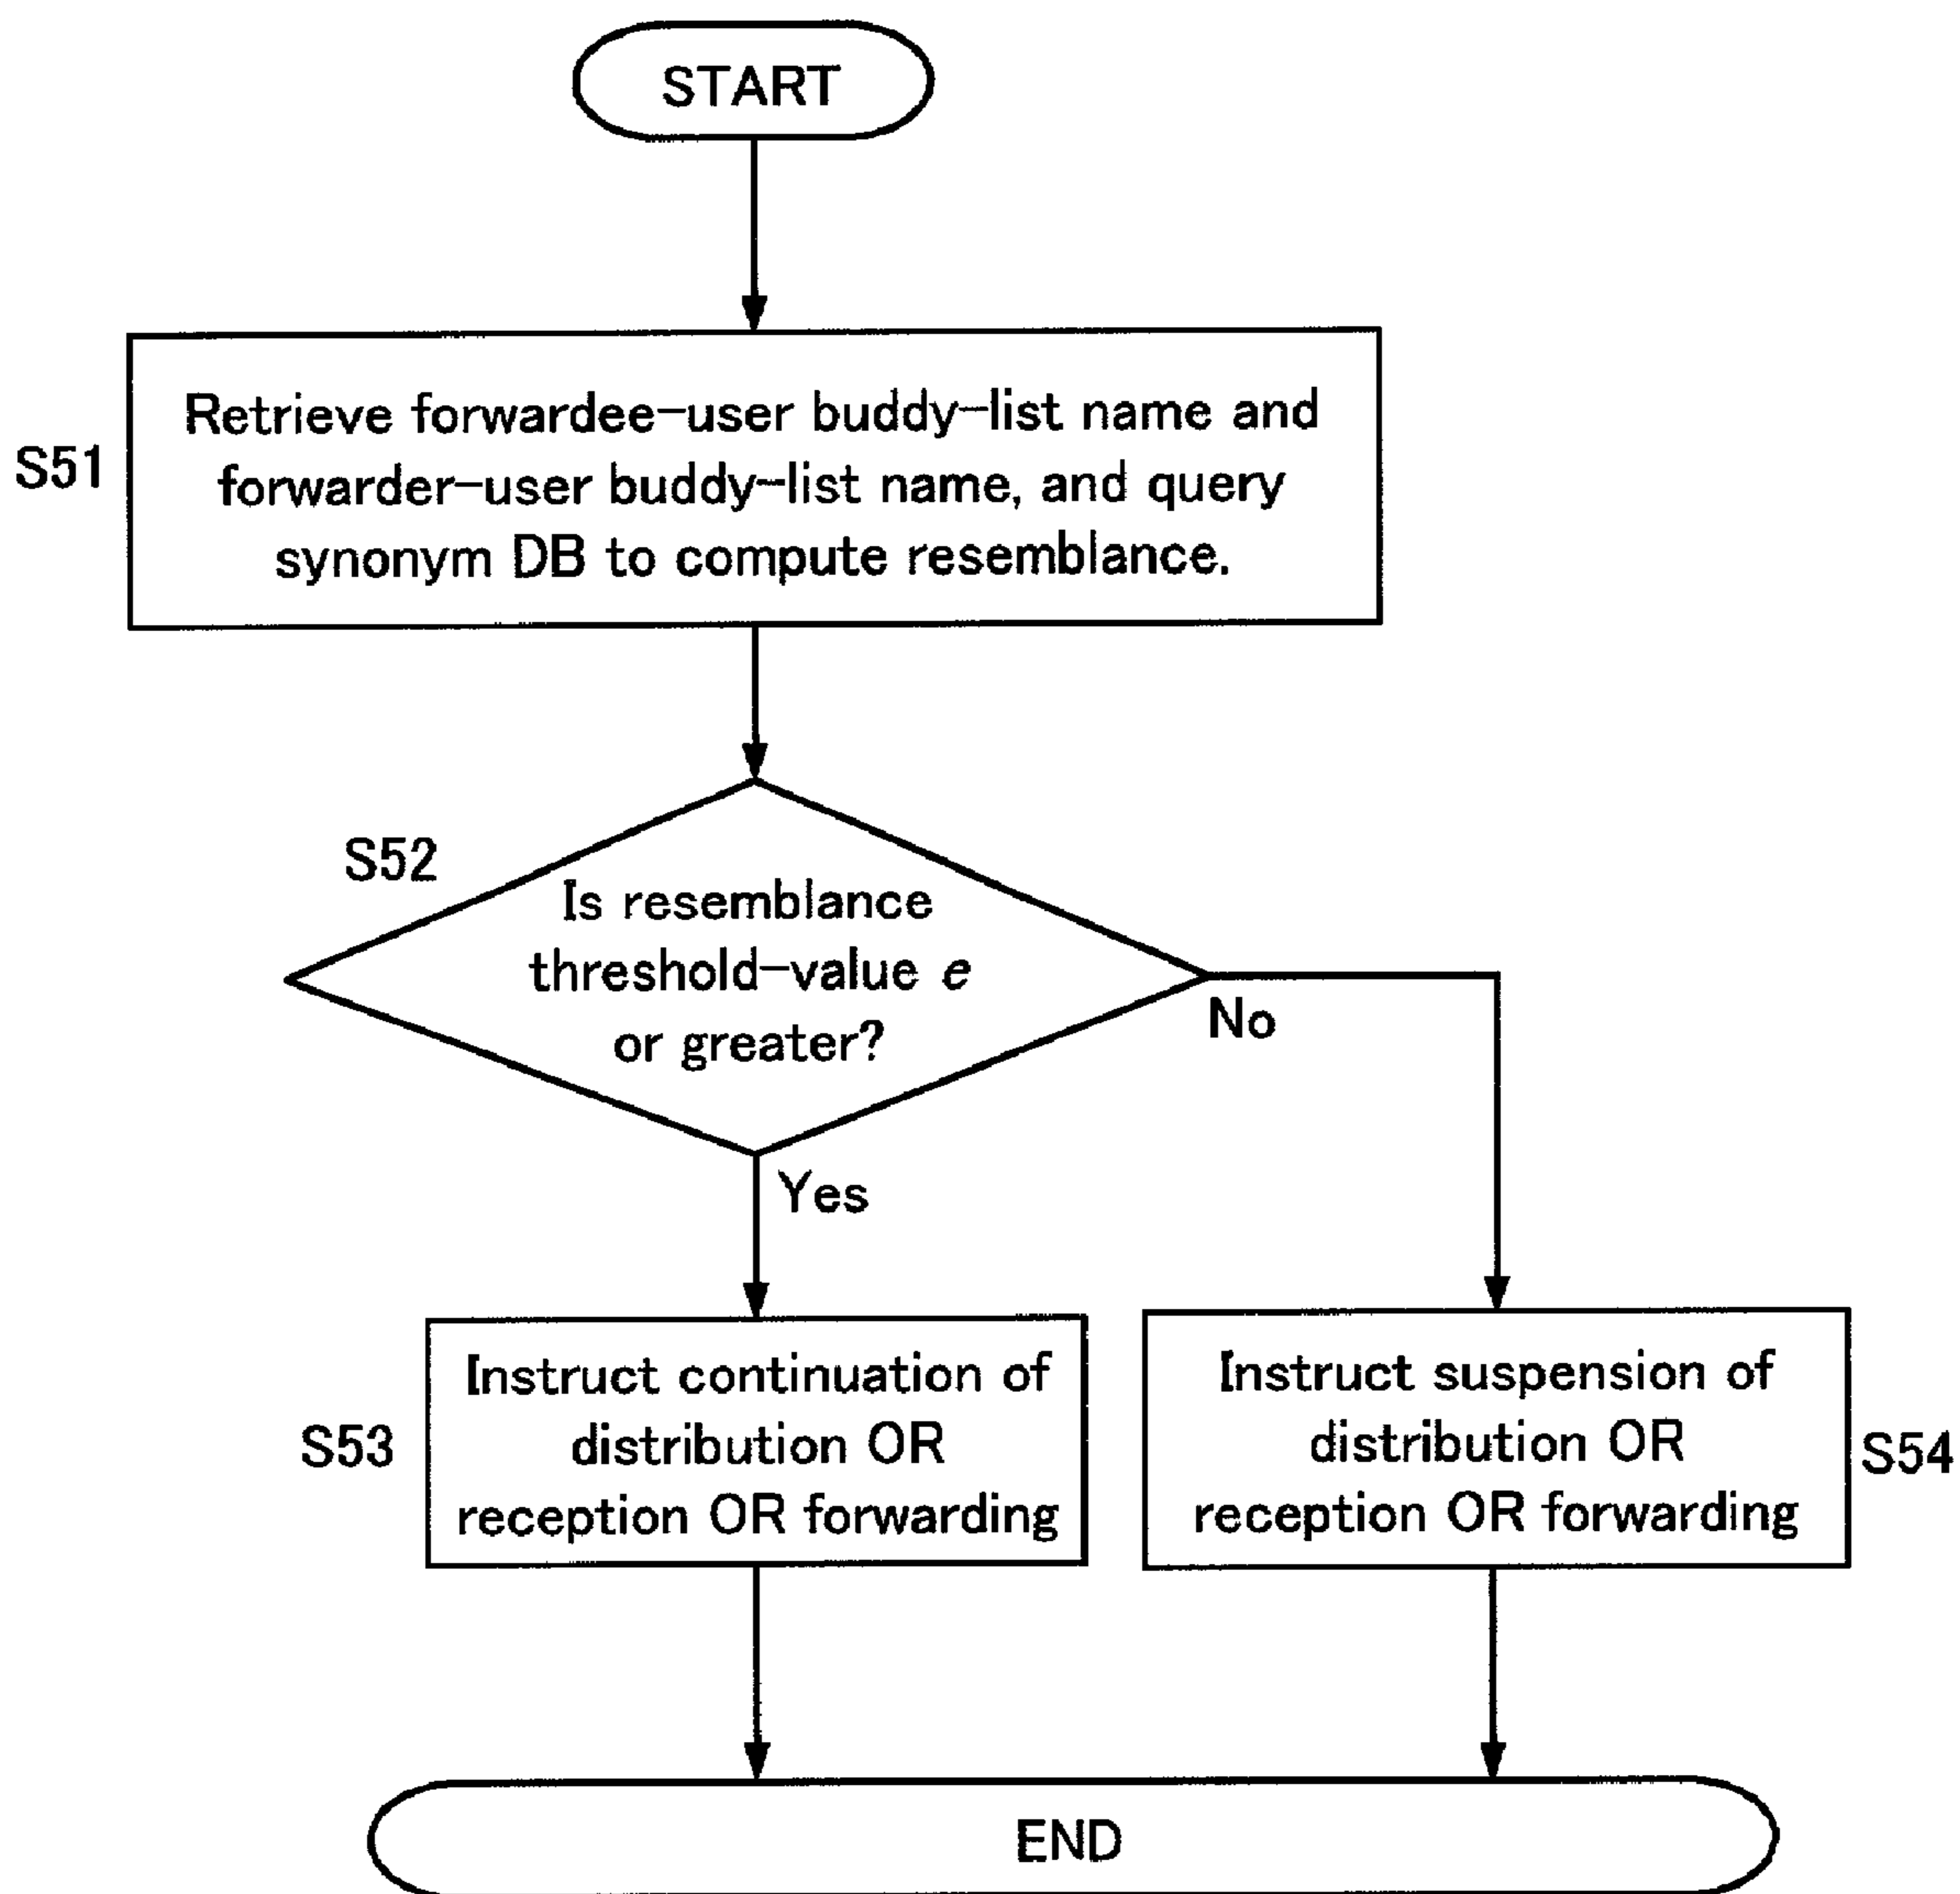 START
S51
Retrieve forwardee-user buddy-list name and
forwarder-user buddy-list name, and query
synonym DB to compute resemblance.
S52
Is resemblance
threshold-value e
or greater?
No
Yes
S53
Instruct continuation of
distribution OR
reception OR forwarding
Instruct suspension of
distribution OR
reception OR forwarding
S54
END